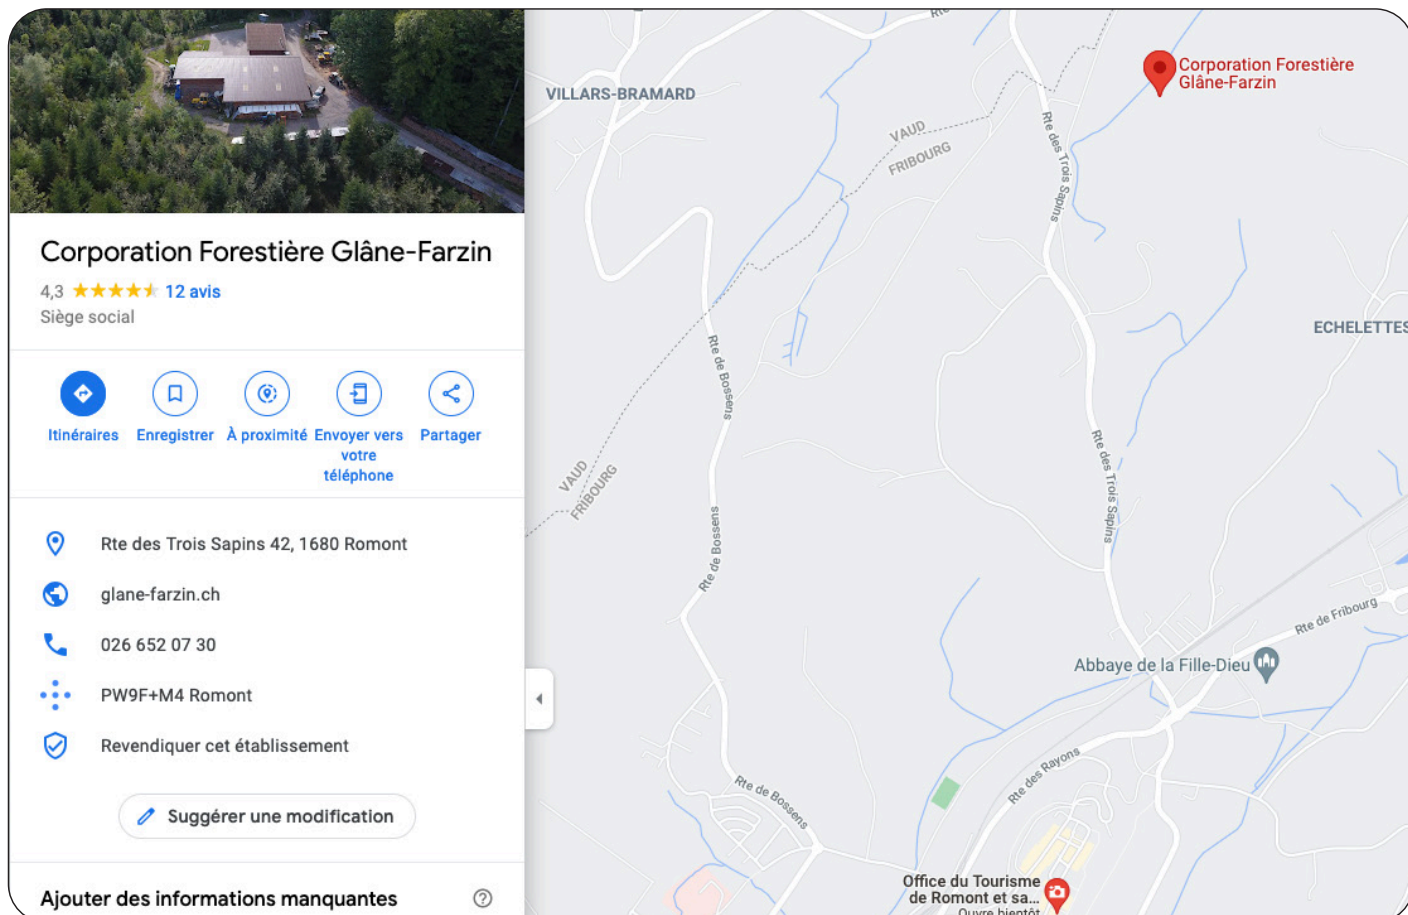 Corporation Forestière Glâne-Farzin
4,3
12 avis
Siège social
Itinéraires
Enregistrer
À proximité
Envoyer vers
votre
téléphone
Partager
Rte des Trois Sapins 42, 1680 Romont
glane-farzin.ch
026 652 07 30
PW9F+M4 Romont
Revendiquer cet établissement
Suggérer une modification
Ajouter des informations manquantes
Rte
Corporation Forestière
Glâne-Farzin
VILLARS-BRAMARD
VAUD
FRIBOURG
Rte des Trois Sapins
ECHELETTES
Rte de Bossens
VAUD
FRIBOURG
Rte des Trois Sapins
Rte de Bossens
Rte de Fribourg
Abbaye de la Fille-Dieu
Rte des Rayons
Rte de Bossens
Office du Tourisme
de Romont et sa...
Ouvre bientôt